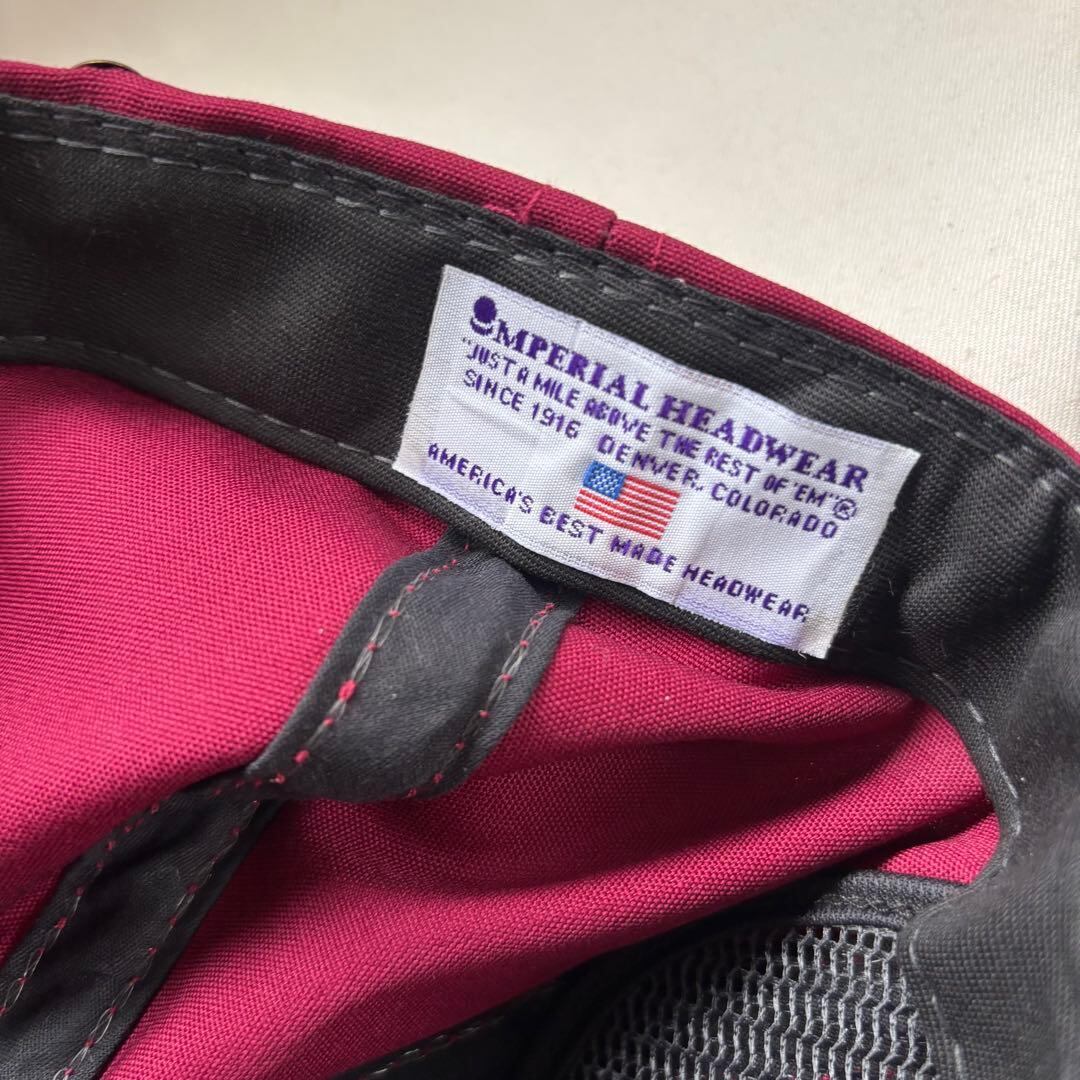 IMPERIAL HEADWEAR
"JUST A MILE ABOVE THE REST OF 'EM"®
SINCE 1916 DENVER, COLORADO
AMERICA'S BEST MADE HEADWEAR